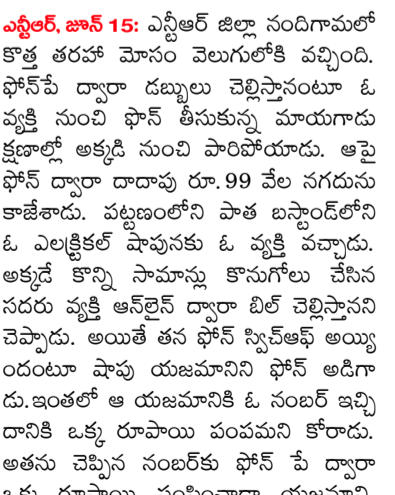 ఎన్టీఆర్, జూన్ 15: ఎన్టీఆర్ జిల్లా నందిగామలో
కొత్త తరహా మోసం వెలుగులోకి వచ్చింది.
ఫోన్‌పే ద్వారా డబ్బులు చెల్లిస్తానంటూ ఓ
వ్యక్తి నుంచి ఫొన్ తీసుకున్న మాయగాడు
క్షణాల్లో అక్కడి నుంచి పారిపోయాడు. ఆపై
ఫోన్ ద్వారా దాదాపు రూ. 99 వేల నగదును
కాజేశాడు. పట్టణంలోని పాత బస్టాండ్‌లోని
ఓ ఎలక్ట్రికల్ షాపునకు ఓ వ్యక్తి వచ్చాడు.
అక్కడే కొన్ని సామాన్లు కొనుగోలు చేసిన
సదరు వ్యక్తి ఆన్‌లైన్ ద్వారా బిల్ చెల్లిస్తానని
చెప్పాడు. అయితే తన ఫోన్ స్విచ్‌ఆఫ్ అయ్యి
ందంటూ షాపు యజమానిని ఫోన్ అడిగా
డు.ఇంతలో ఆ యజమానికి ఓ నంబర్ ఇచ్చి
దానికి ఒక్క రూపాయి పంపమని కోరాడు.
అతను చెప్పిన నంబర్‌కు ఫోన్ పే ద్వారా